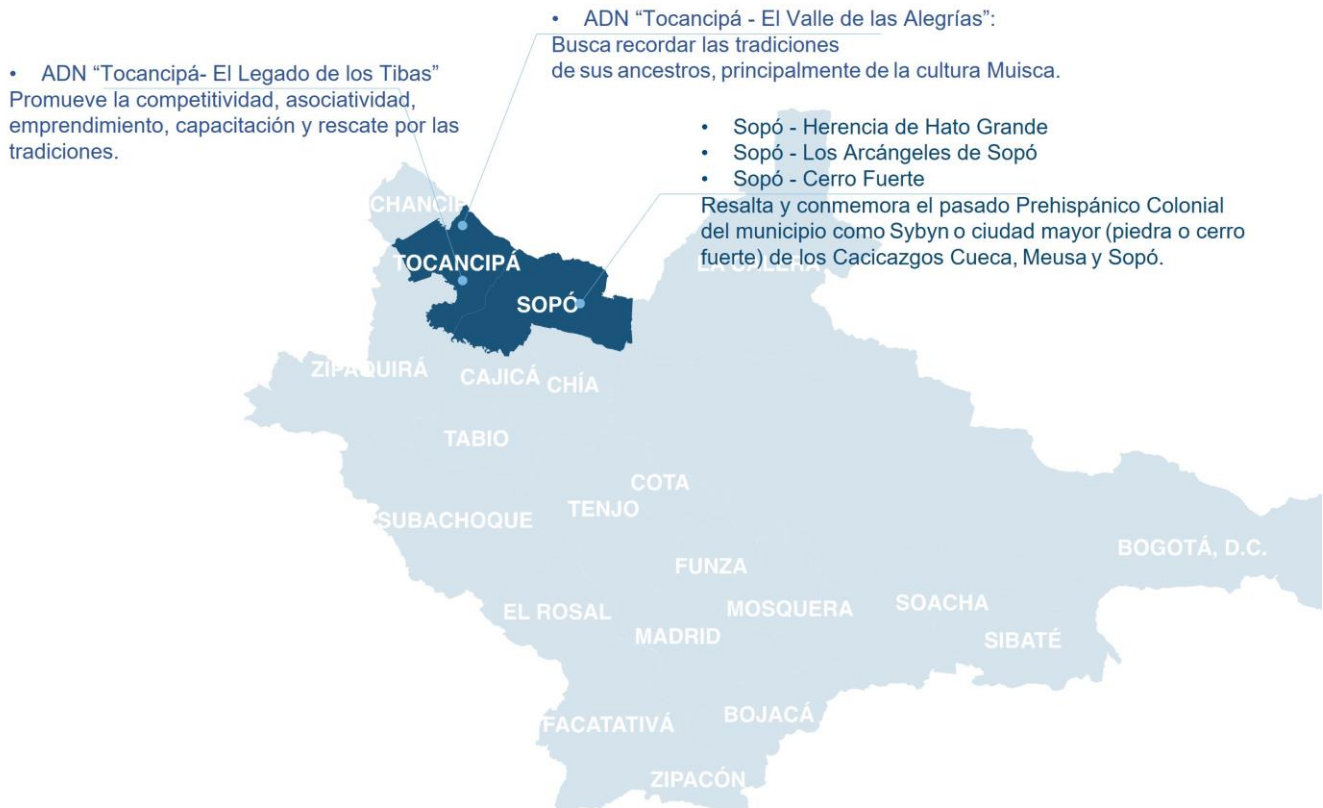 • ADN “Tocancipá - El Valle de las Alegrías”:
Busca recordar las tradiciones
de sus ancestros, principalmente de la cultura Muisca.
• ADN “Tocancipá- El Legado de los Tibas”
Promueve la competitividad, asociatividad,
emprendimiento, capacitación y rescate por las
tradiciones.
• Sopó - Herencia de Hato Grande
• Sopó - Los Arcángeles de Sopó
• Sopó - Cerro Fuerte
Resalta y conmemora el pasado Prehispánico Colonial
del municipio como Sybyn o ciudad mayor (piedra o cerro
fuerte) de los Cacicazgos Cueca, Meusa y Sopó.
CHANCIP
TOCANCIPÁ
LA CALERA
SOPÓ
ZIPAQUIRÁ
CAJICÁ
CHÍA
TABIO
COTA
TENJO
SUBACHOQUE
BOGOTÁ, D.C.
FUNZA
EL ROSAL
MOSQUERA
SOACHA
MADRID
SIBATÉ
FACATATIVÁ
BOJACÁ
ZIPACÓN